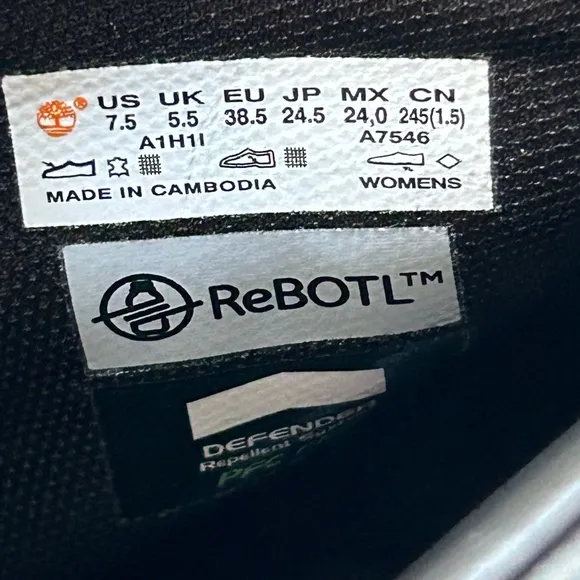 ® US UK EU JP MX CN
7.5 5.5 38.5 24.5 24,0 245(1.5)
A1H1I A7546
MADE IN CAMBODIA WOMENS
ReBOTL™
DEFENDER
Repellent
PFC